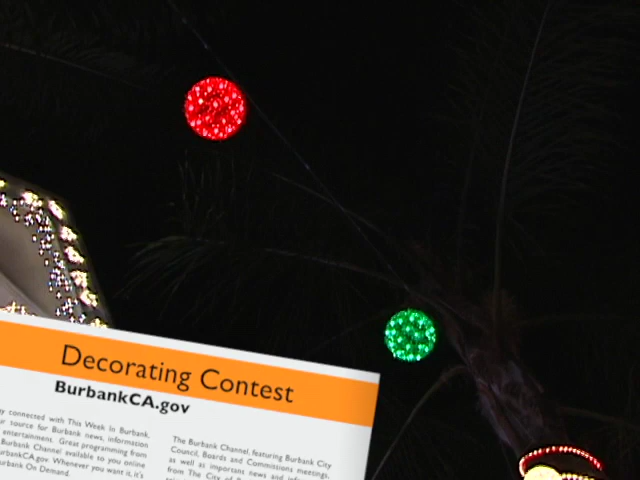 Decorating Contest
BurbankCA.gov
connected with This Week In Burbank,
source for Burbank news, information
entertainment. Great programming from
Burbank Channel available to you online
BurbankCA.gov. Whenever you want it, it's
Burbank On Demand.
The Burbank Channel, featuring Burbank City
Council, Boards and Commissions meetings,
as well as important news and
from The City of